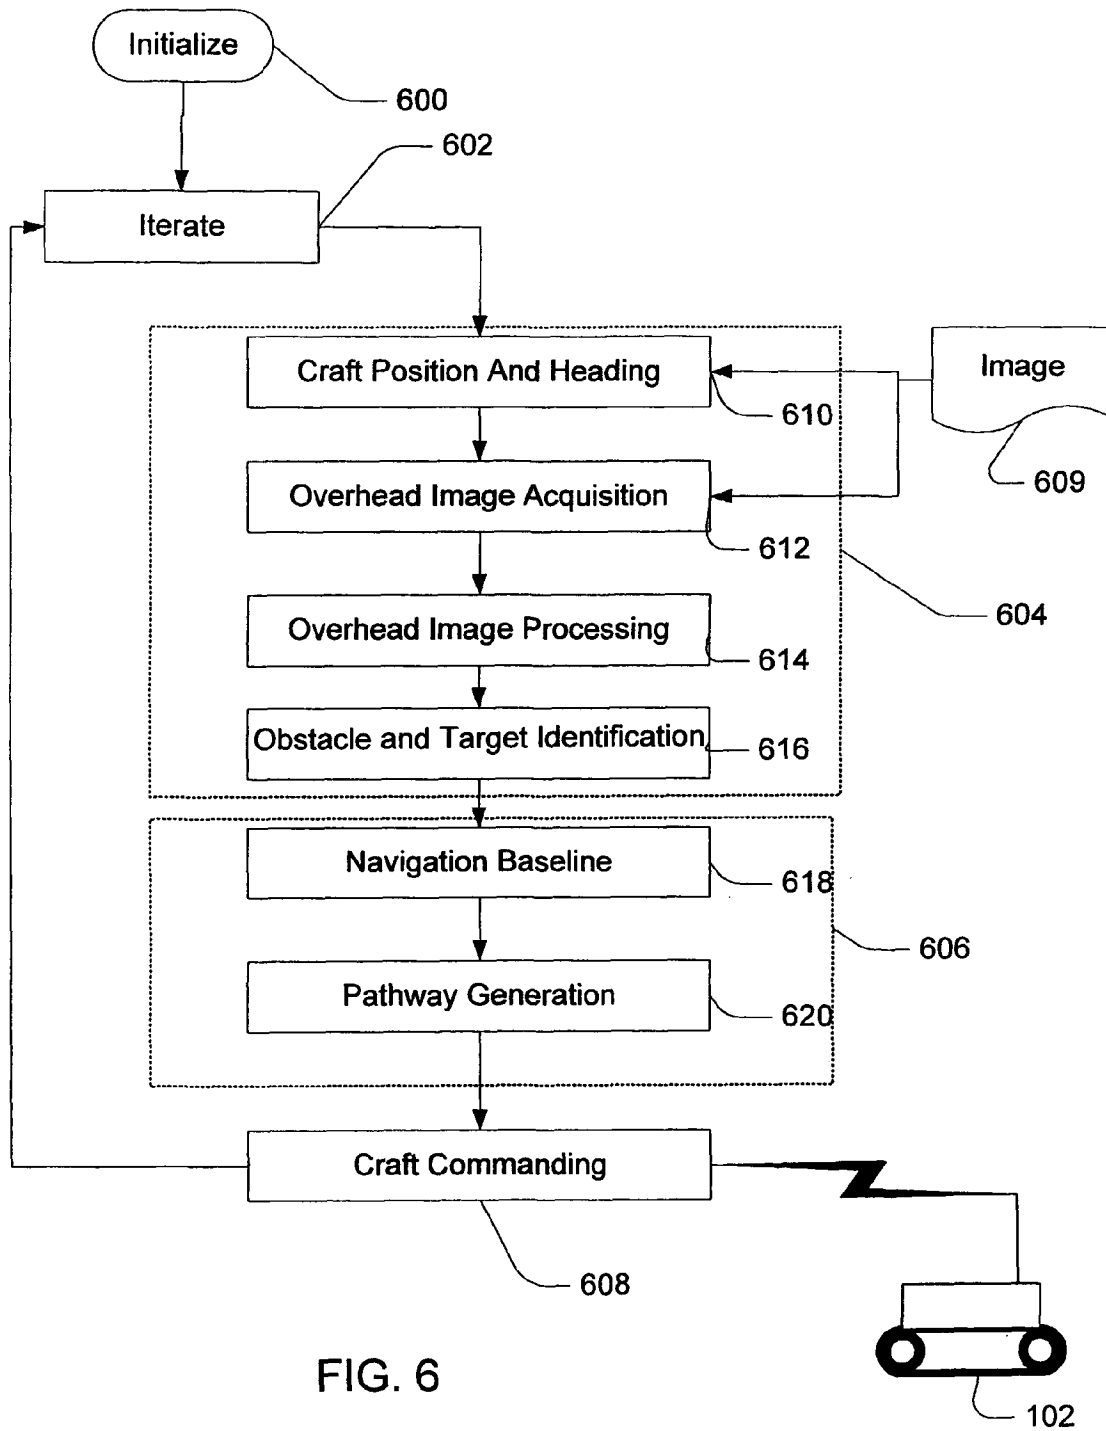 Initialize
600
602
Iterate
Craft Position And Heading
Image
610
609
Overhead Image Acquisition
612
604
Overhead Image Processing
614
Obstacle and Target Identification
616
Navigation Baseline
618
606
Pathway Generation
620
Craft Commanding
608
FIG. 6
102